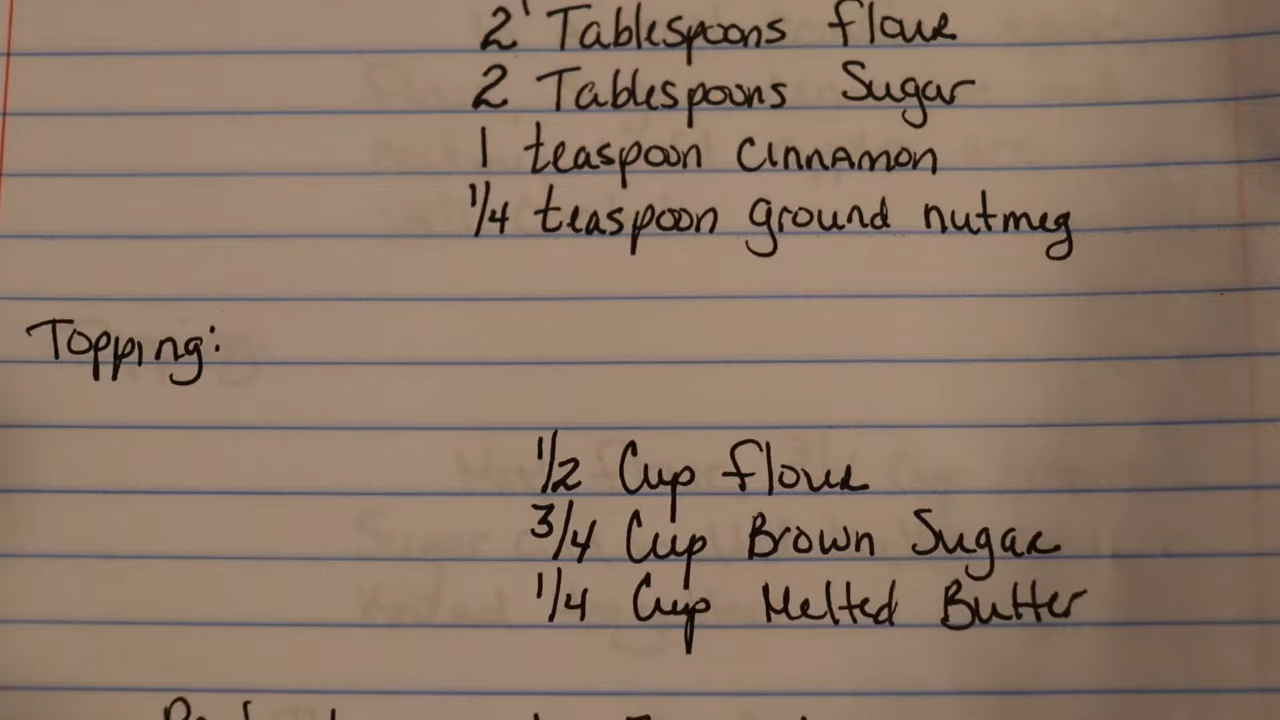 2 Tablespoons flour
2 Tablespoons Sugar
1 teaspoon Cinnamon
1/4 teaspoon ground nutmeg
Topping:
1/2 Cup flour
3/4 Cup Brown Sugar
1/4 Cup Melted Butter